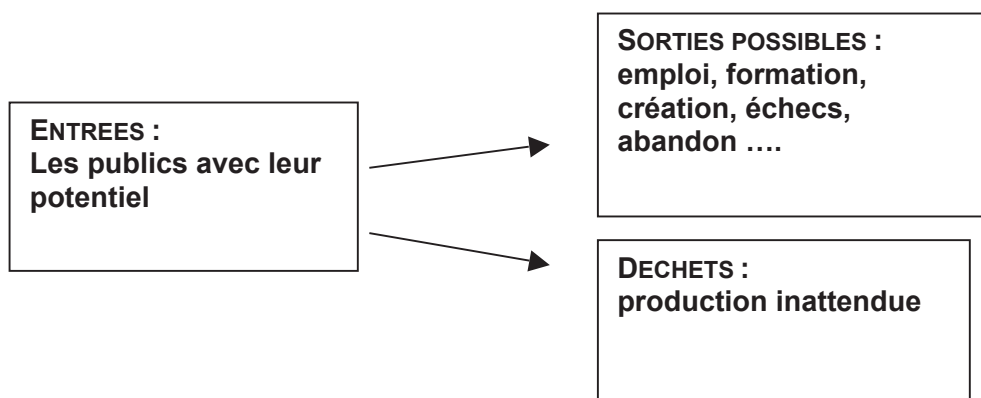 ENTREES :
Les publics avec leur
potentiel
SORTIES POSSIBLES :
emploi, formation,
création, échecs,
abandon ….
DECHETS :
production inattendue